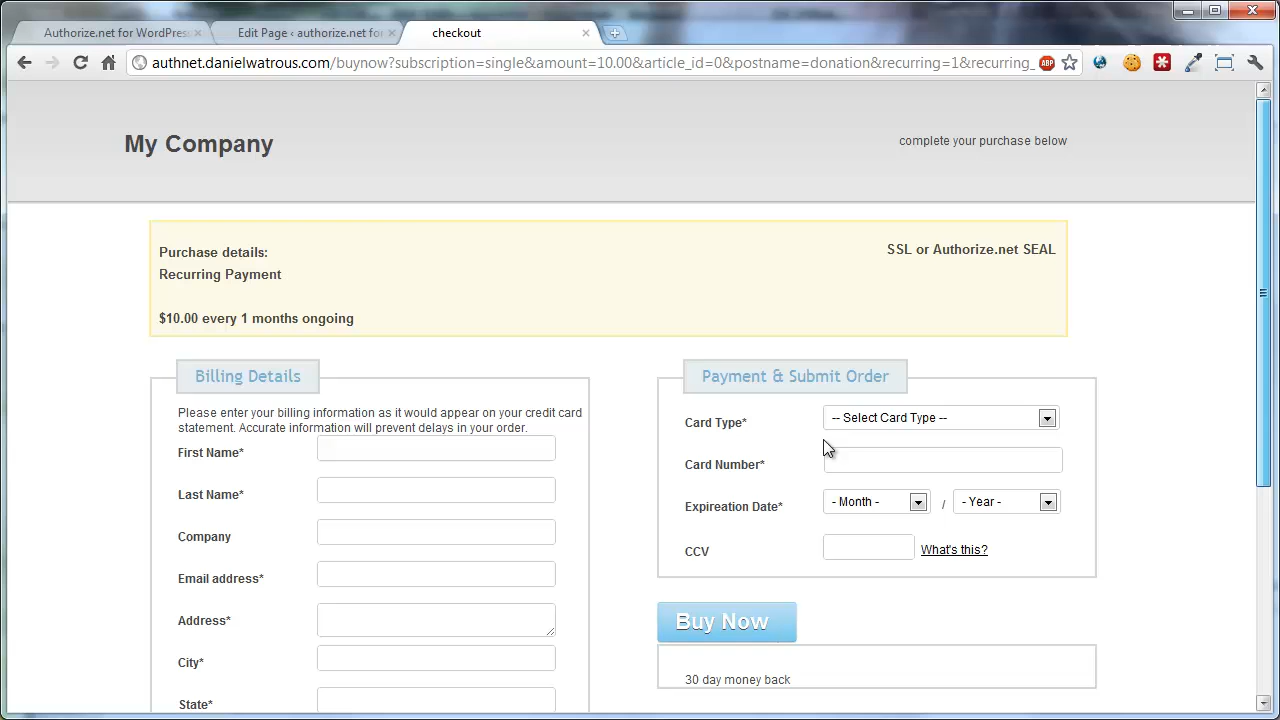 Authorize.net for WordPress
Edit Page ‹ authorize.net for
checkout
authnet.danielwatrous.com/buynow?subscription=single&amount=10.00&article_id=0&postname=donation&recurring=1&recurring_
ABP
My Company
complete your purchase below
Purchase details:
SSL or Authorize.net SEAL
Recurring Payment
$10.00 every 1 months ongoing
Billing Details
Please enter your billing information as it would appear on your credit card
statement. Accurate information will prevent delays in your order.
First Name*
Last Name*
Company
Email address*
Address*
City*
State*
Payment & Submit Order
Card Type*
-- Select Card Type --
Card Number*
Expireation Date*
- Month -
/
- Year -
CCV
What's this?
Buy Now
30 day money back